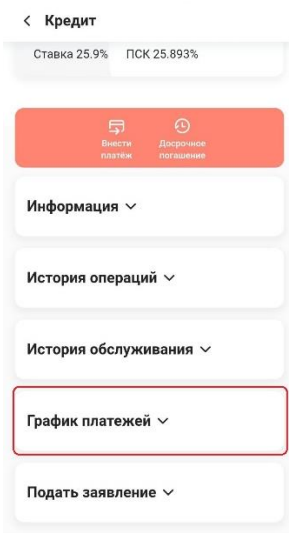 Кредит
Ставка 25.9% ПСК 25.893%
Внести платёж
Досрочное погашение
Информация
История операций
История обслуживания
График платежей
Подать заявление